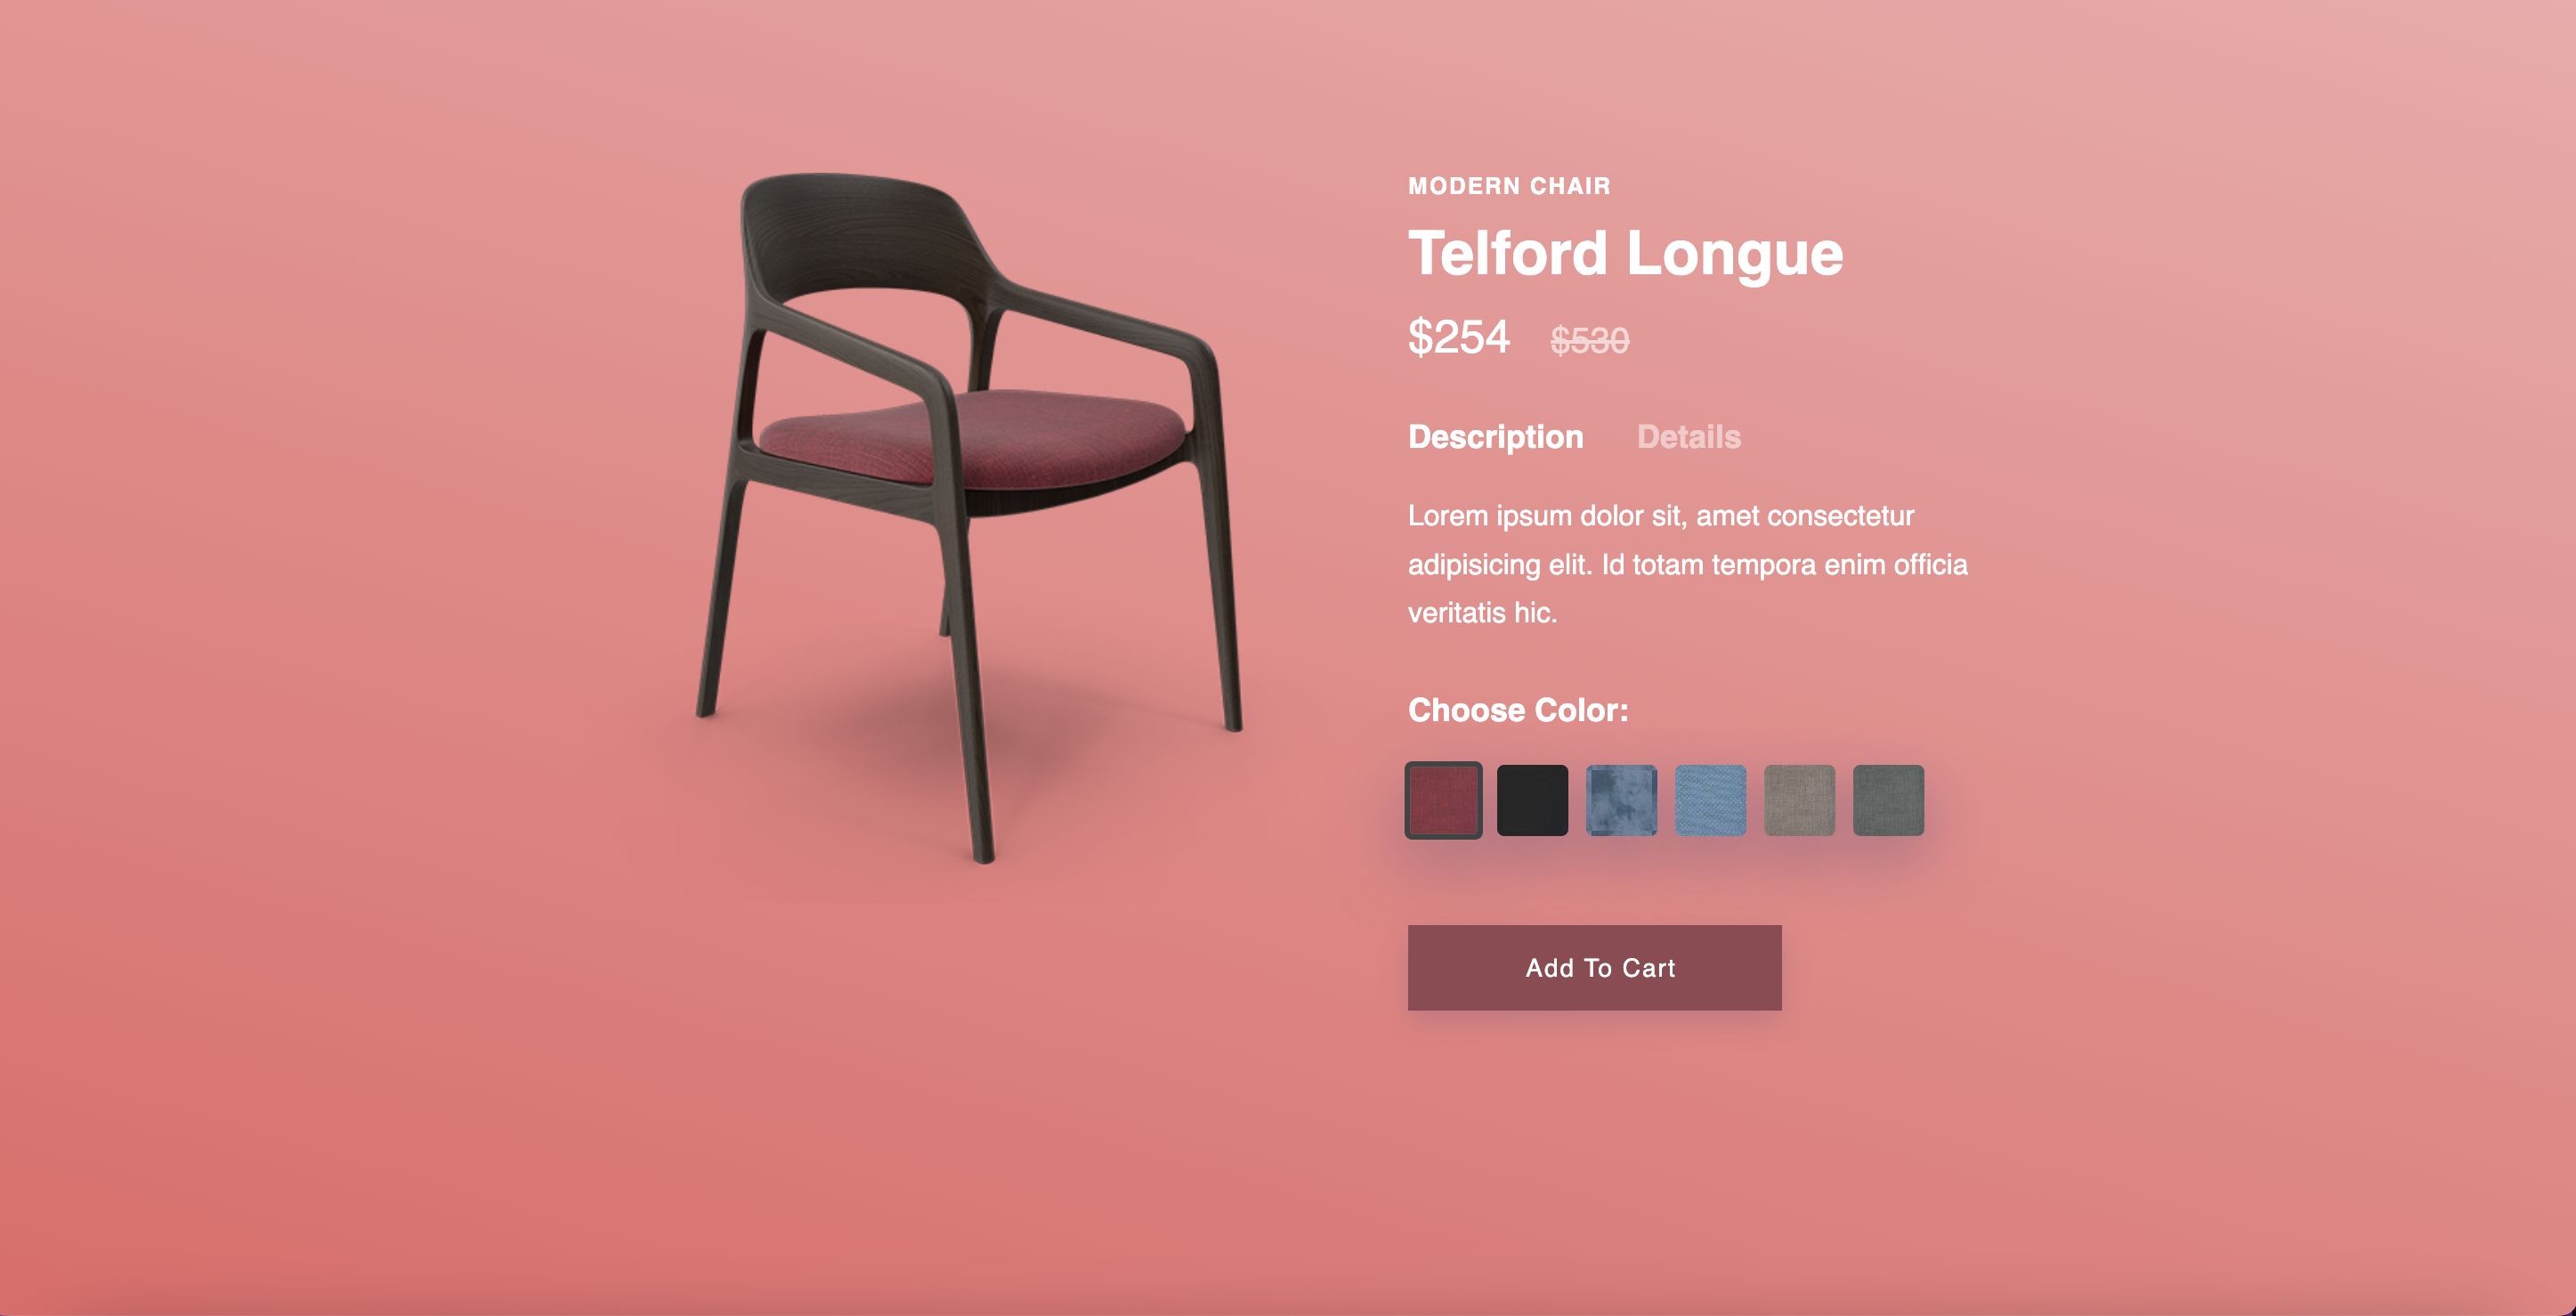 MODERN CHAIR
Telford Longue
$254 $530
Description Details
Lorem ipsum dolor sit, amet consectetur
adipisicing elit. Id totam tempora enim officia
veritatis hic.
Choose Color:
Add To Cart